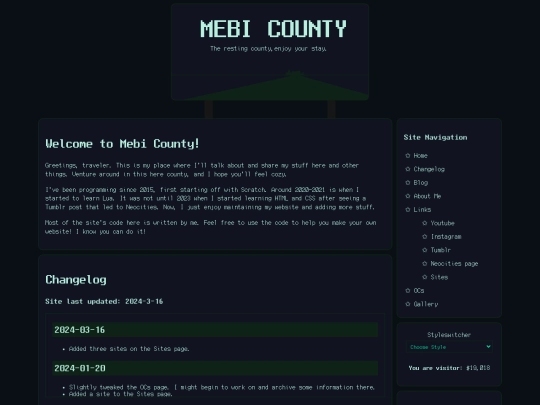 MEBI COUNTY
The resting county, enjoy your stay.
Welcome to Mebi County!
Greetings, traveler. This is my place where I'll talk about and share my stuff here and other
things. Venture around in this here county, and I hope you'll feel cozy.
I've been programming since 2015, first starting off with Scratch. Around 2020-2021 is when I
started to learn Lua. It was not until 2023 when I started learning HTML and CSS after seeing a
Tumblr post that led to Neocities. Now, I just enjoy maintaining my website and adding more stuff.
Most of the site's code here is written by me. Feel free to use the code to help you make your own
website! I know you can do it!
Changelog
Site last updated: 2024-3-16
2024-03-16
• Added three sites on the Sites page.
2024-01-20
• Slightly tweaked the OCs page. I might begin to work on and archive some information there.
• Added a site to the Sites page.
Site Navigation
Home
Changelog
Blog
About Me
Links
Youtube
Instagram
Tumblr
Neocities page
Sites
OCs
Gallery
Styleswitcher
Choose Style
You are visitor: